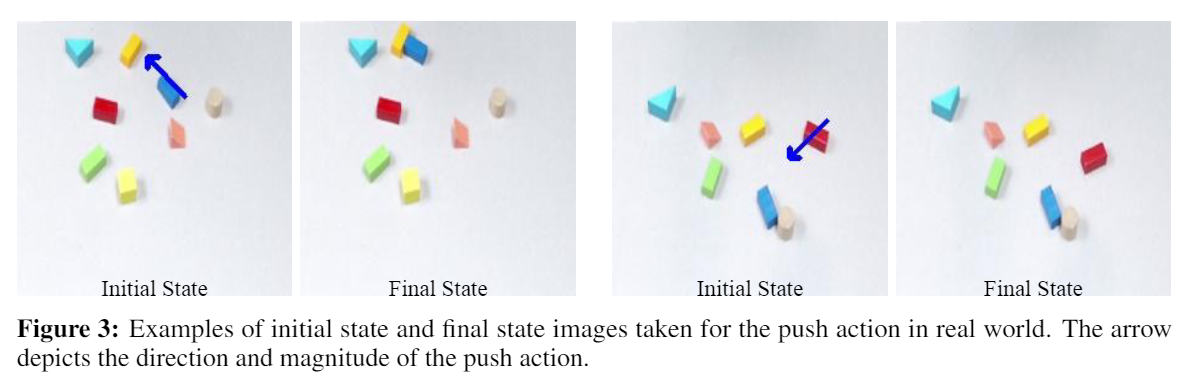 Initial State
Final State
Initial State
Final State
Figure 3: Examples of initial state and final state images taken for the push action in real world. The arrow
depicts the direction and magnitude of the push action.